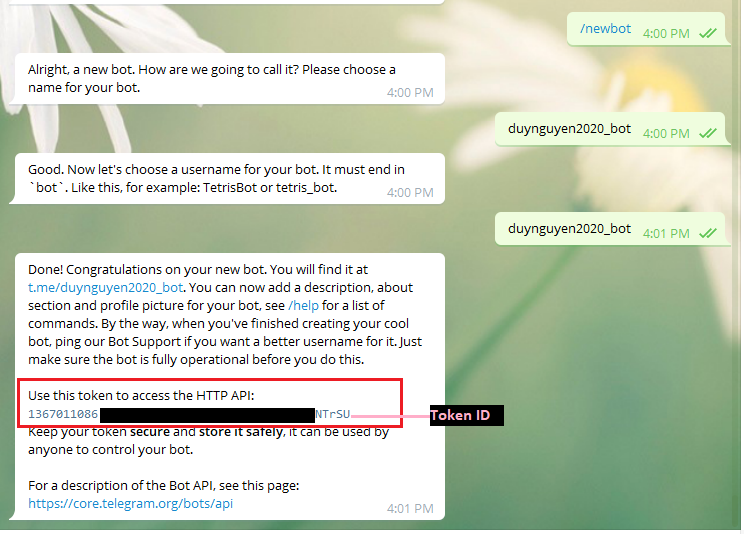 /newbot 4:00 PM
Alright, a new bot. How are we going to call it? Please choose a
name for your bot.
4:00 PM
duynguyen2020_bot 4:00 PM
Good. Now let's choose a username for your bot. It must end in
`bot`. Like this, for example: TetrisBot or tetris_bot.
4:00 PM
duynguyen2020_bot 4:01 PM
Done! Congratulations on your new bot. You will find it at
t.me/duynguyen2020_bot. You can now add a description, about
section and profile picture for your bot, see /help for a list of
commands. By the way, when you've finished creating your cool
bot, ping our Bot Support if you want a better username for it. Just
make sure the bot is fully operational before you do this.
Use this token to access the HTTP API:
1367011086 NTrSU Token ID
Keep your token secure and store it safely, it can be used by
anyone to control your bot.
For a description of the Bot API, see this page:
https://core.telegram.org/bots/api
4:01 PM